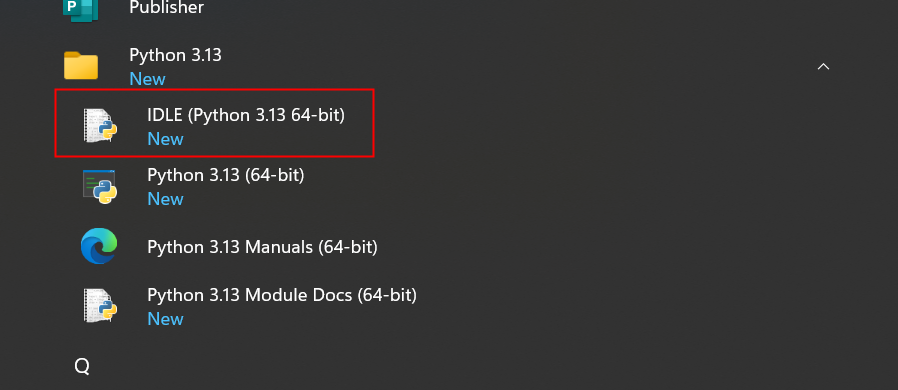 Publisher
Python 3.13
New
IDLE (Python 3.13 64-bit)
New
Python 3.13 (64-bit)
New
Python 3.13 Manuals (64-bit)
Python 3.13 Module Docs (64-bit)
New
Q